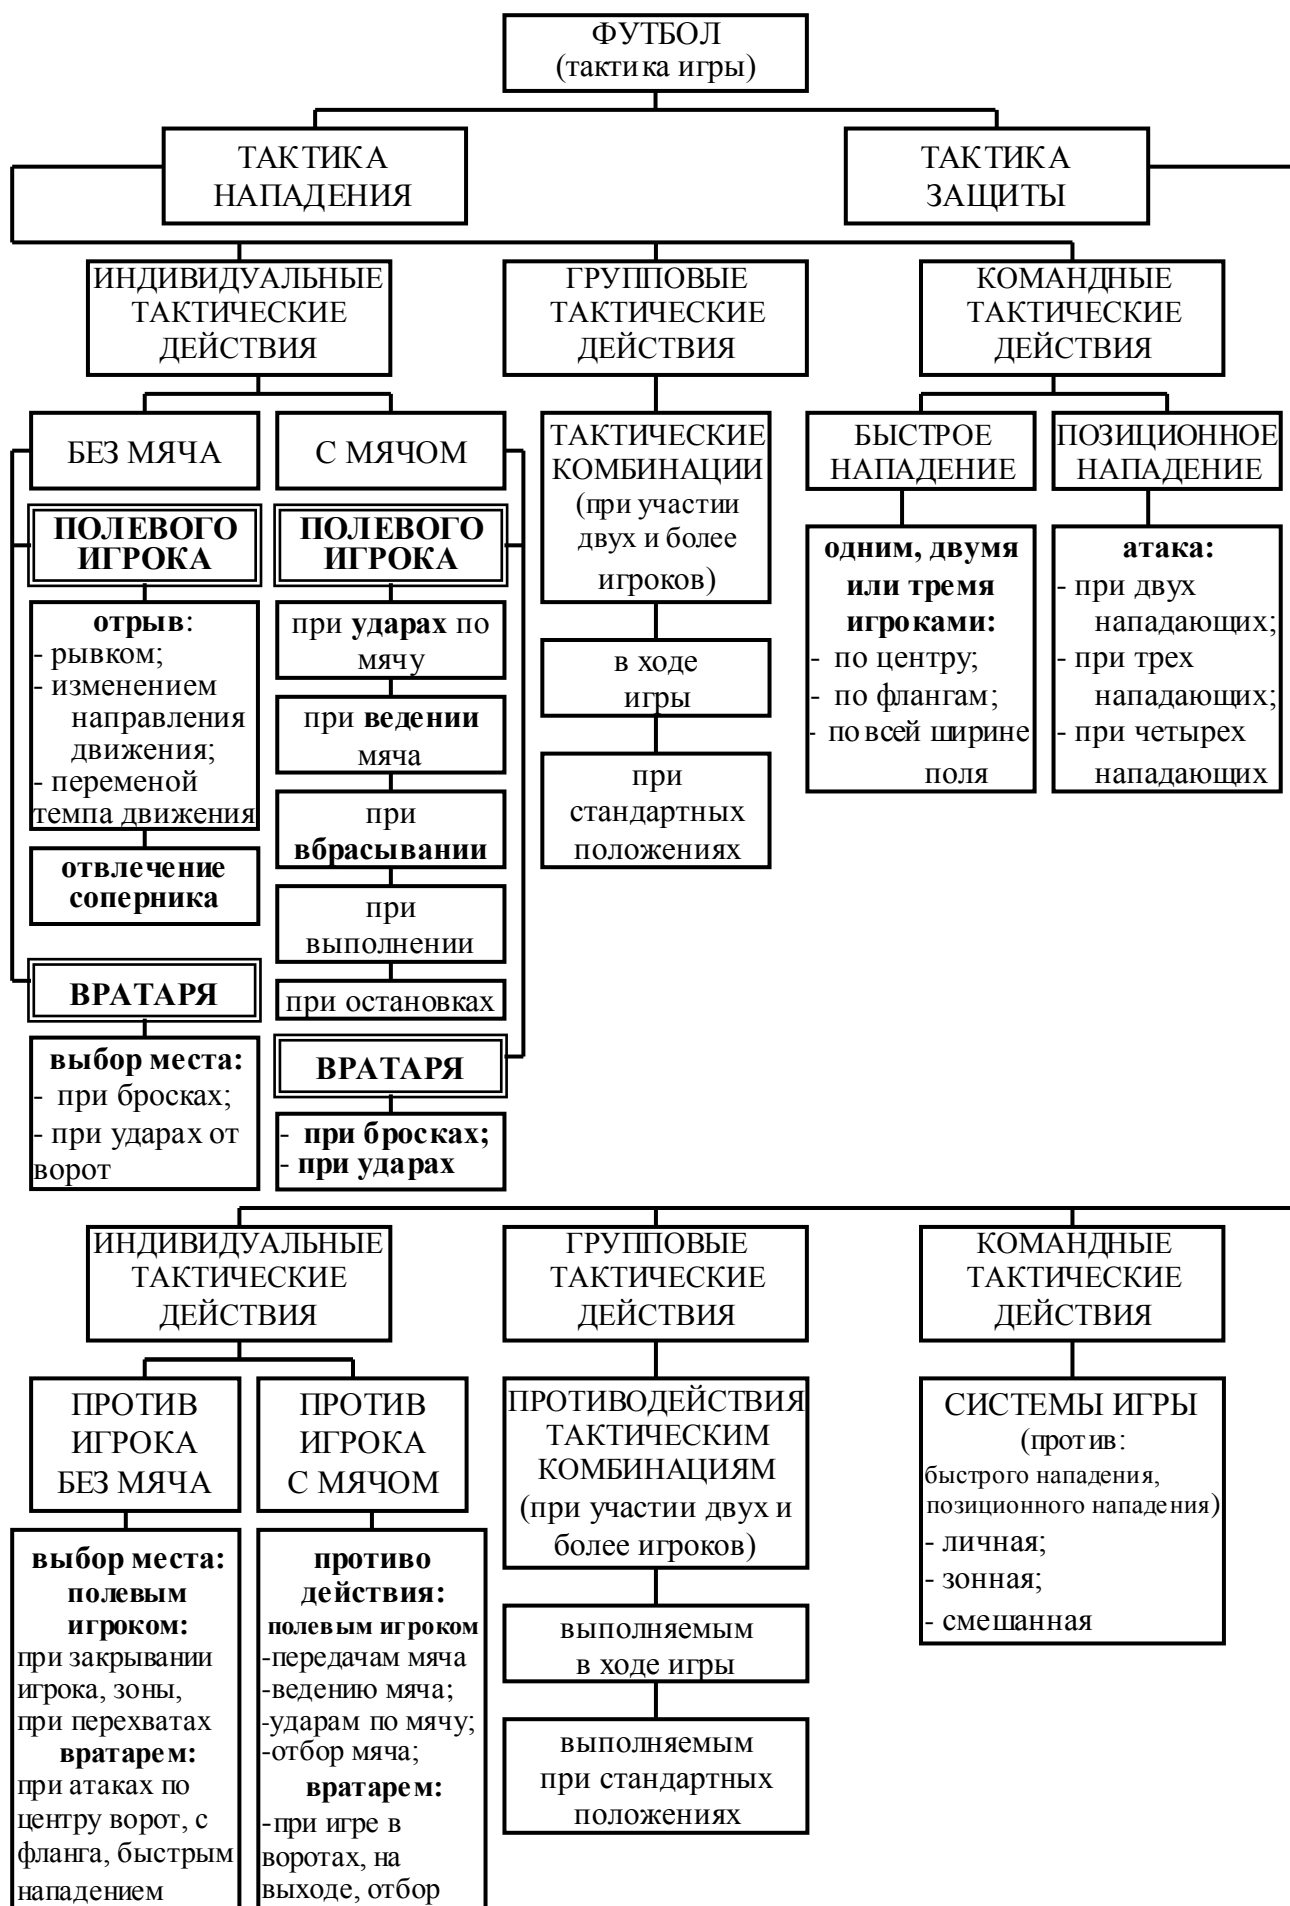 ФУТБОЛ
(тактика игры)
ТАКТИКА
НАПАДЕНИЯ
ТАКТИКА
ЗАЩИТЫ
ИНДИВИДУАЛЬНЫЕ
ТАКТИЧЕСКИЕ
ДЕЙСТВИЯ
ГРУППОВЫЕ
ТАКТИЧЕСКИЕ
ДЕЙСТВИЯ
КОМАНДНЫЕ
ТАКТИЧЕСКИЕ
ДЕЙСТВИЯ
БЕЗ МЯЧА
ПОЛЕВОГО
ИГРОКА
отрыв:
- рывком;
- изменением
направления
движения;
- переменой
темпа движения
отвлечение
соперника
ВРАТАРЯ
выбор места:
- при бросках;
- при ударах от
ворот
С МЯЧОМ
ПОЛЕВОГО
ИГРОКА
при ударах по
мячу
при ведении
мяча
при
вбрасывании
при
выполнении
при остановках
ВРАТАРЯ
- при бросках;
- при ударах
ТАКТИЧЕСКИЕ
КОМБИНАЦИИ
(при участии
двух и более
игроков)
в ходе
игры
при
стандартных
положениях
БЫСТРОЕ
НАПАДЕНИЕ
одним, двумя
или тремя
игроками:
- по центру;
- по флангам;
- по всей ширине
поля
ПОЗИЦИОННОЕ
НАПАДЕНИЕ
атака:
- при двух
нападающих;
- при трех
нападающих;
- при четырех
нападающих
ИНДИВИДУАЛЬНЫЕ
ТАКТИЧЕСКИЕ
ДЕЙСТВИЯ
ГРУППОВЫЕ
ТАКТИЧЕСКИЕ
ДЕЙСТВИЯ
КОМАНДНЫЕ
ТАКТИЧЕСКИЕ
ДЕЙСТВИЯ
ПРОТИВ
ИГРОКА
БЕЗ МЯЧА
выбор места:
полевым
игроком:
при закрывании
игрока, зоны,
при перехватах
вратарем:
при атаках по
центру ворот, с
фланга, быстрым
нападением
ПРОТИВ
ИГРОКА
С МЯЧОМ
противо
действия:
полевым игроком
-передачам мяча
-ведению мяча;
-ударам по мячу;
-отбор мяча;
вратарем:
-при игре в
воротах, на
выходе, отбор
ПРОТИВОДЕЙСТВИЯ
ТАКТИЧЕСКИМ
КОМБИНАЦИЯМ
(при участии двух и
более игроков)
выполняемым
в ходе игры
выполняемым
при стандартных
положениях
СИСТЕМЫ ИГРЫ
(против:
быстрого нападения,
позиционного нападения)
- личная;
- зонная;
- смешанная